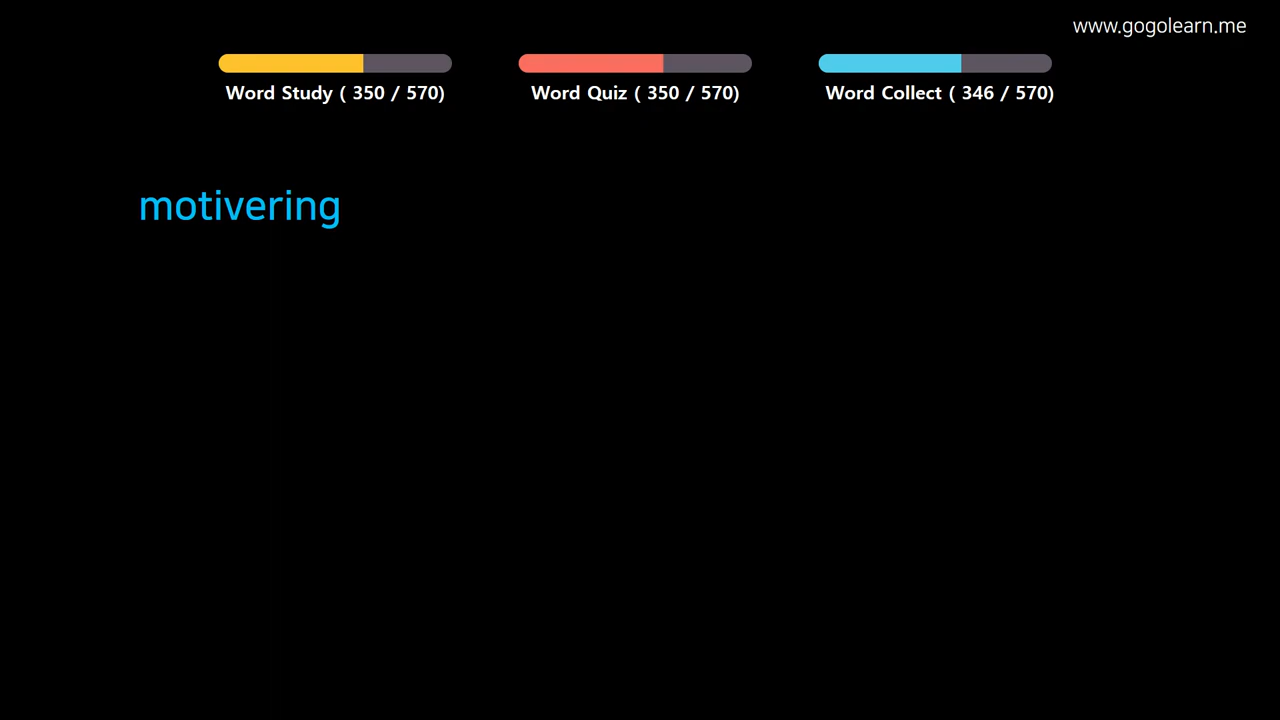 www.gogolearn.me
Word Study ( 350 / 570)
Word Quiz ( 350 / 570)
Word Collect ( 346 / 570)
motivering